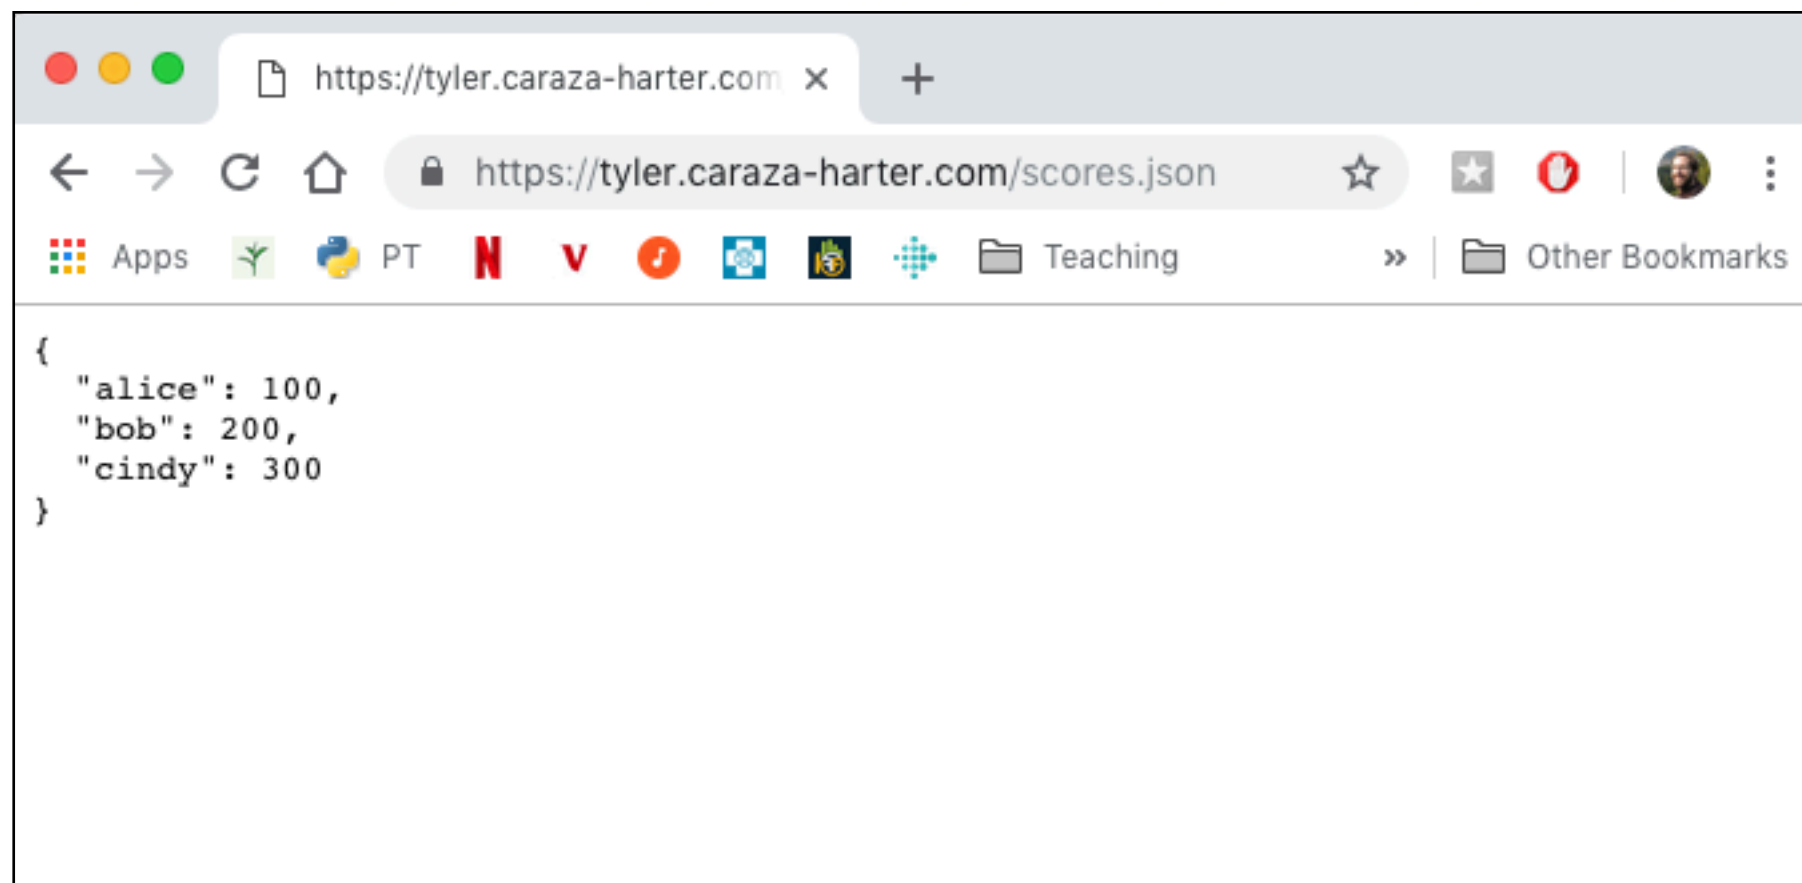 https://tyler.caraza-harter.com
https://tyler.caraza-harter.com/scores.json
Apps PT N V Teaching » Other Bookmarks
{
"alice": 100,
"bob": 200,
"cindy": 300
}